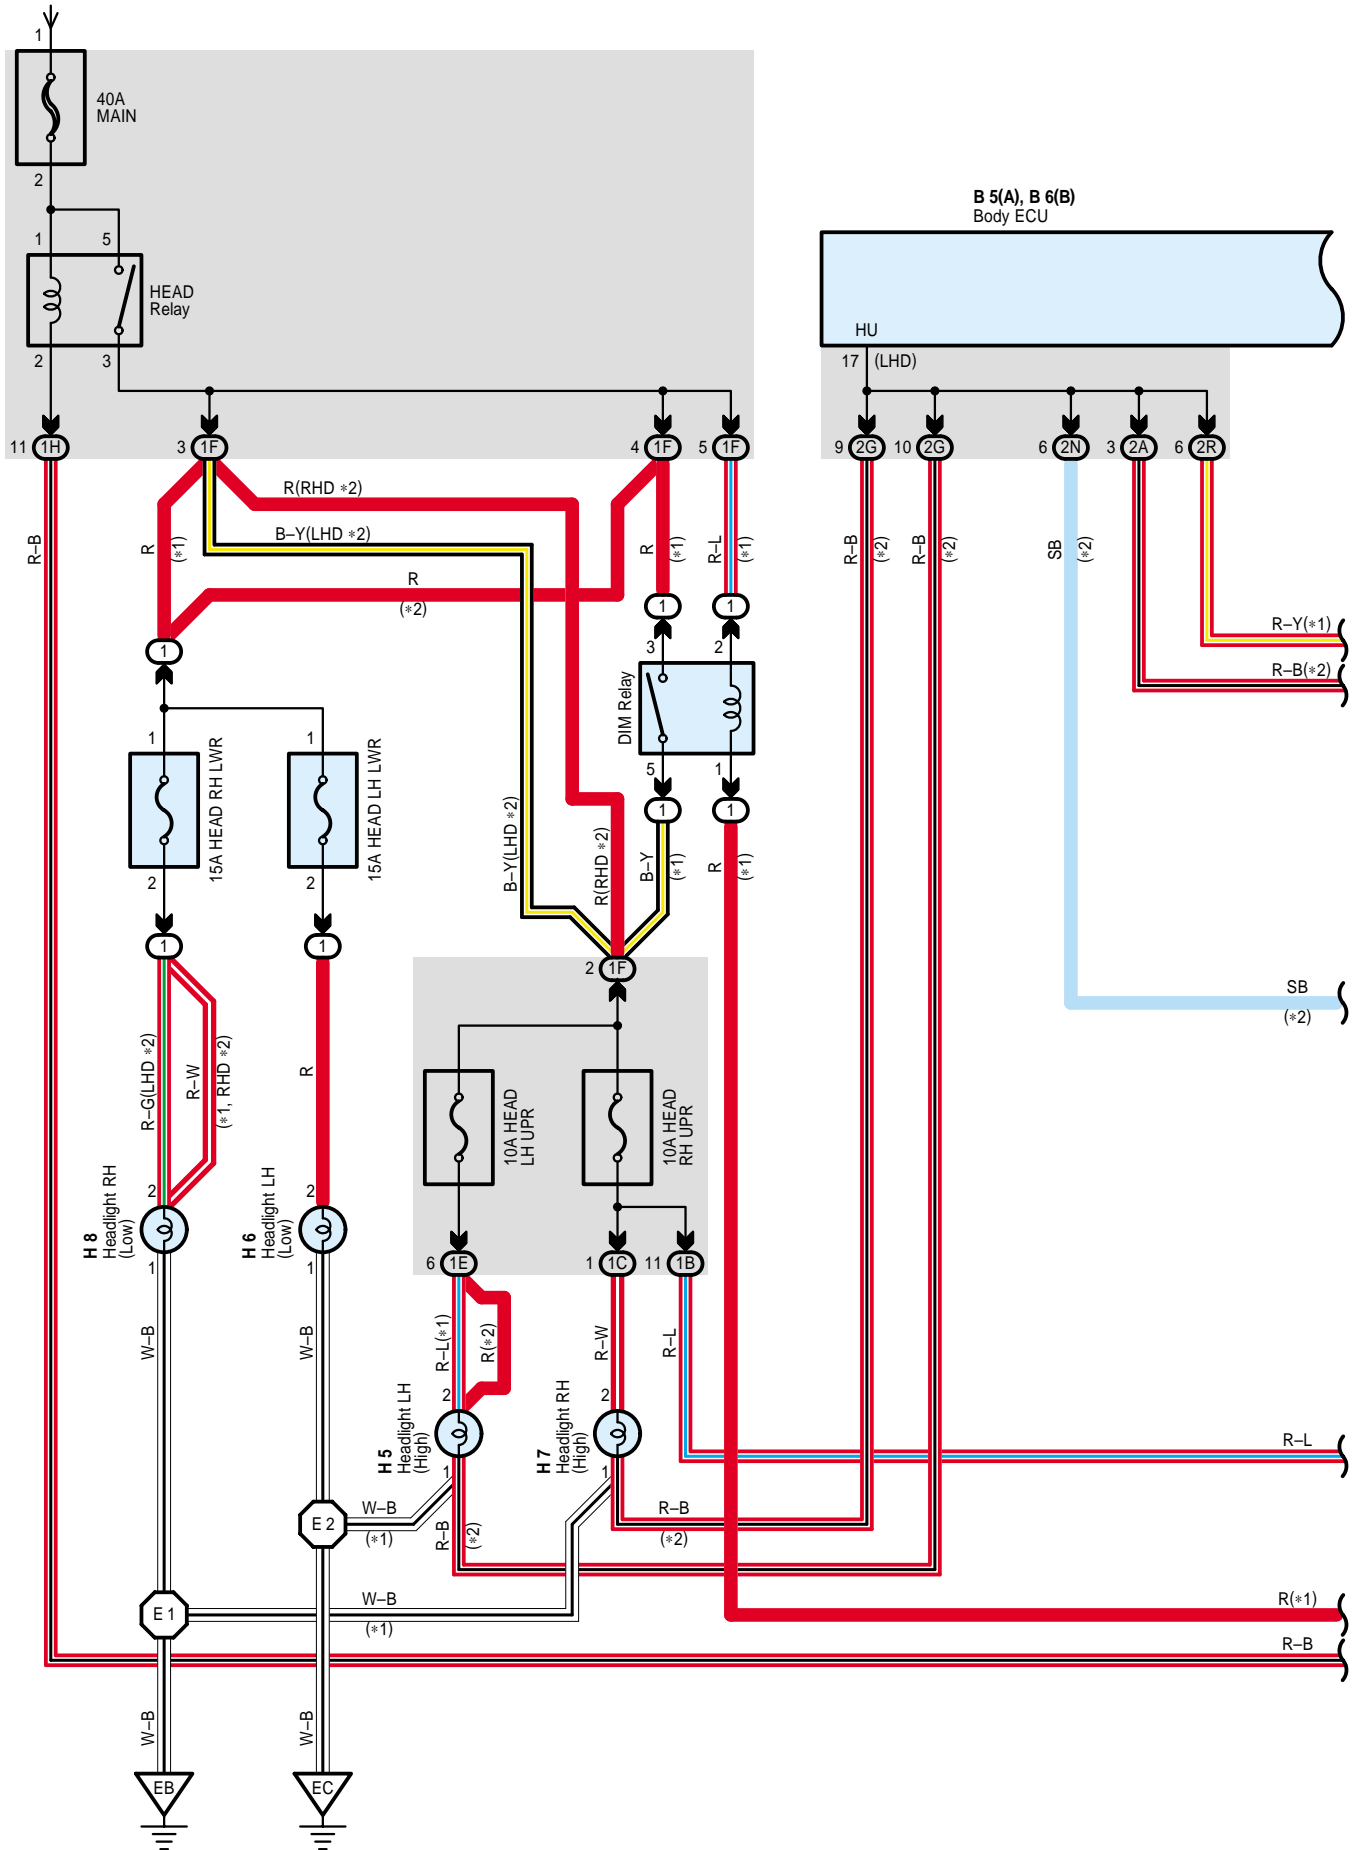 1
40A
MAIN
2
1
5
HEAD
Relay
2
3
B 5(A), B 6(B)
Body ECU
HU
17
(LHD)
11
1H
3
1F
4
1F
5
1F
9
2G
10
2G
6
2N
3
2A
6
2R
R(RHD *2)
B–Y(LHD *2)
R–B
R
(*1)
R
(*2)
R
(*1)
R–L
(*1)
R–B
(*2)
R–B
(*2)
SB
(*2)
R–Y(*1)
R–B(*2)
1
1
1
3
2
DIM Relay
5
1
1
1
1
15A HEAD RH LWR
2
1
15A HEAD LH LWR
2
1
1
B–Y(LHD *2)
R(RHD *2)
B–Y
(*1)
R
(*1)
2
1F
SB
(*2)
R–G(LHD *2)
R–W
(*1, RHD *2)
R
10A HEAD
LH UPR
10A HEAD
RH UPR
2
H 8
Headlight RH
(Low)
1
2
H 6
Headlight LH
(Low)
1
6
1E
1
1C
11
1B
W–B
W–B
R–L(*1)
R(*2)
R–W
R–L
2
H 5
Headlight LH
(High)
1
2
H 7
Headlight RH
(High)
1
R–L
E 2
W–B
(*1)
R–B
(*2)
R–B
(*2)
E 1
W–B
(*1)
R(*1)
R–B
W–B
W–B
EB
EC